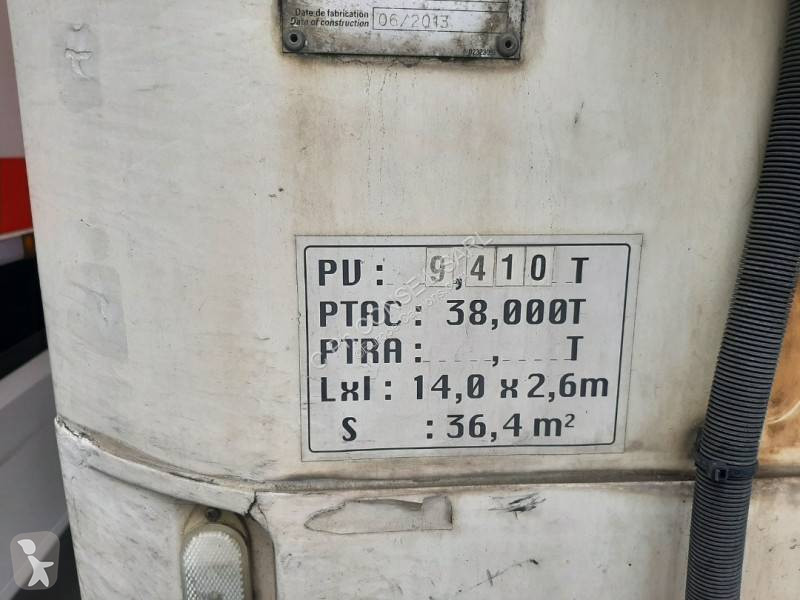 Date de fabrication
Date of construction 06/2013
PV : 9,410 T
PTAC : 38,000T
PTRA : , T
Lxl : 14,0 x 2,6m
S : 36,4 m²